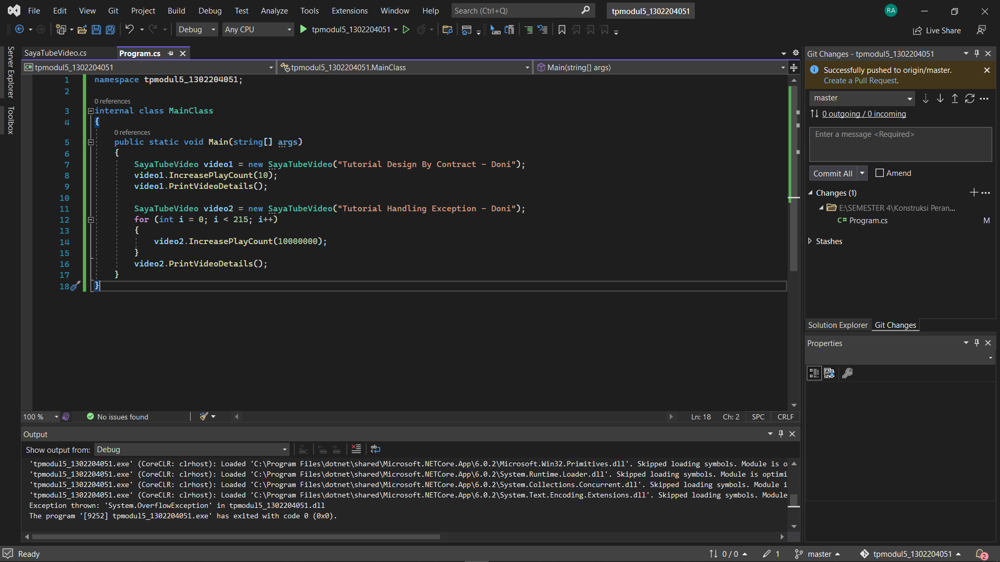 File Edit View Git Project Build Debug Test Analyze Tools Extensions Window Help Search (Ctrl+Q) tpmodul5_1302204051 RA
Debug Any CPU tpmodul5_1302204051 Live Share
Server Explorer
Toolbox
SayaTubeVideo.cs Program.cs
tpmodul5_1302204051 tpmodul5_1302204051.MainClass Main(string[] args)
1 namespace tpmodul5_1302204051;
2
0 references
3 internal class MainClass
4 {
0 references
5 public static void Main(string[] args)
6 {
7 SayaTubeVideo video1 = new SayaTubeVideo("Tutorial Design By Contract - Doni");
8 video1.IncreasePlayCount(10);
9 video1.PrintVideoDetails();
10
11 SayaTubeVideo video2 = new SayaTubeVideo("Tutorial Handling Exception - Doni");
12 for (int i = 0; i < 215; i++)
13 {
14 video2.IncreasePlayCount(10000000);
15 }
16 video2.PrintVideoDetails();
17 }
18 }
100 % No issues found Ln: 18 Ch: 2 SPC CRLF
Output
Show output from: Debug
'tpmodul5_1302204051.exe' (CoreCLR: clrhost): Loaded 'C:\Program Files\dotnet\shared\Microsoft.NETCore.App\6.0.2\Microsoft.Win32.Primitives.dll'. Skipped loading symbols. Module is o
'tpmodul5_1302204051.exe' (CoreCLR: clrhost): Loaded 'C:\Program Files\dotnet\shared\Microsoft.NETCore.App\6.0.2\System.Runtime.Loader.dll'. Skipped loading symbols. Module is optimi
'tpmodul5_1302204051.exe' (CoreCLR: clrhost): Loaded 'C:\Program Files\dotnet\shared\Microsoft.NETCore.App\6.0.2\System.Collections.Concurrent.dll'. Skipped loading symbols. Module i
'tpmodul5_1302204051.exe' (CoreCLR: clrhost): Loaded 'C:\Program Files\dotnet\shared\Microsoft.NETCore.App\6.0.2\System.Text.Encoding.Extensions.dll'. Skipped loading symbols. Module
Exception thrown: 'System.OverflowException' in tpmodul5_1302204051.dll
The program '[9252] tpmodul5_1302204051.exe' has exited with code 0 (0x0).
Git Changes - tpmodul5_1302204051
Successfully pushed to origin/master.
Create a Pull Request.
master
0 outgoing / 0 incoming
Enter a message <Required>
Commit All Amend
Changes (1)
E:\SEMESTER 4\Konstruksi Peran...
C# Program.cs M
Stashes
Solution Explorer Git Changes
Properties
Ready 0 / 0 1 master tpmodul5_1302204051 2